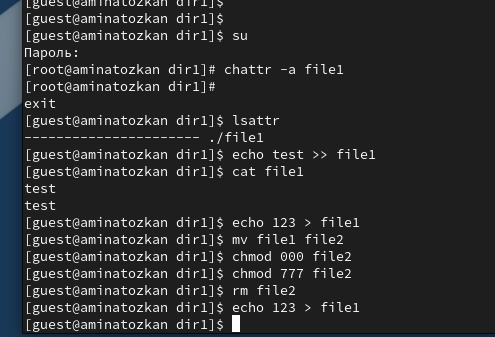 [guest@aminatozkan dir1]$
[guest@aminatozkan dir1]$
[guest@aminatozkan dir1]$ su
Пароль:
[root@aminatozkan dir1]# chattr -a file1
[root@aminatozkan dir1]#
exit
[guest@aminatozkan dir1]$ lsattr
---------------------- ./file1
[guest@aminatozkan dir1]$ echo test >> file1
[guest@aminatozkan dir1]$ cat file1
test
test
[guest@aminatozkan dir1]$ echo 123 > file1
[guest@aminatozkan dir1]$ mv file1 file2
[guest@aminatozkan dir1]$ chmod 000 file2
[guest@aminatozkan dir1]$ chmod 777 file2
[guest@aminatozkan dir1]$ rm file2
[guest@aminatozkan dir1]$ echo 123 > file1
[guest@aminatozkan dir1]$